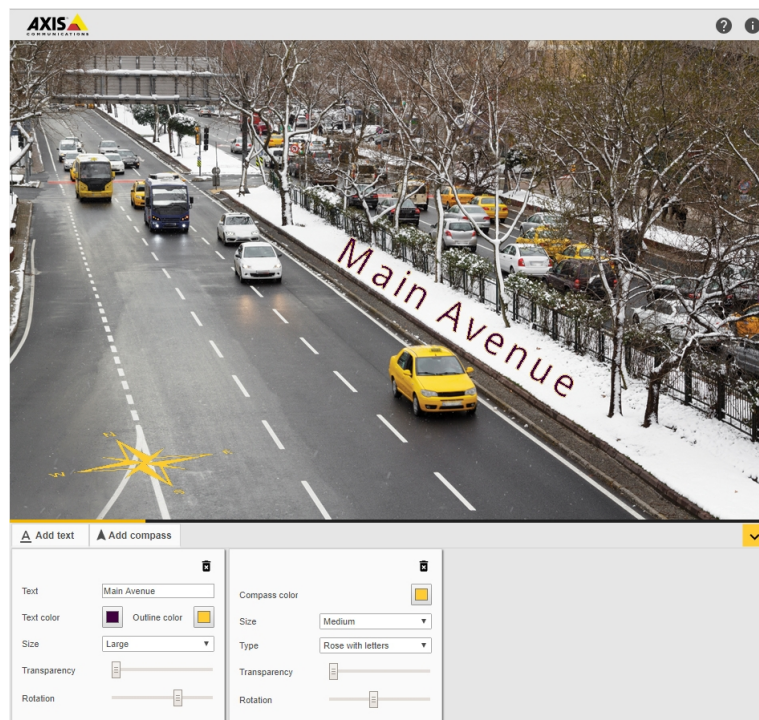 AXIS
COMMUNICATIONS
Main Avenue
N
W
S
Add text
Add compass
Text
Main Avenue
Compass color
Text color
Outline color
Size
Medium
Size
Large
Type
Rose with letters
Transparency
Transparency
Rotation
Rotation